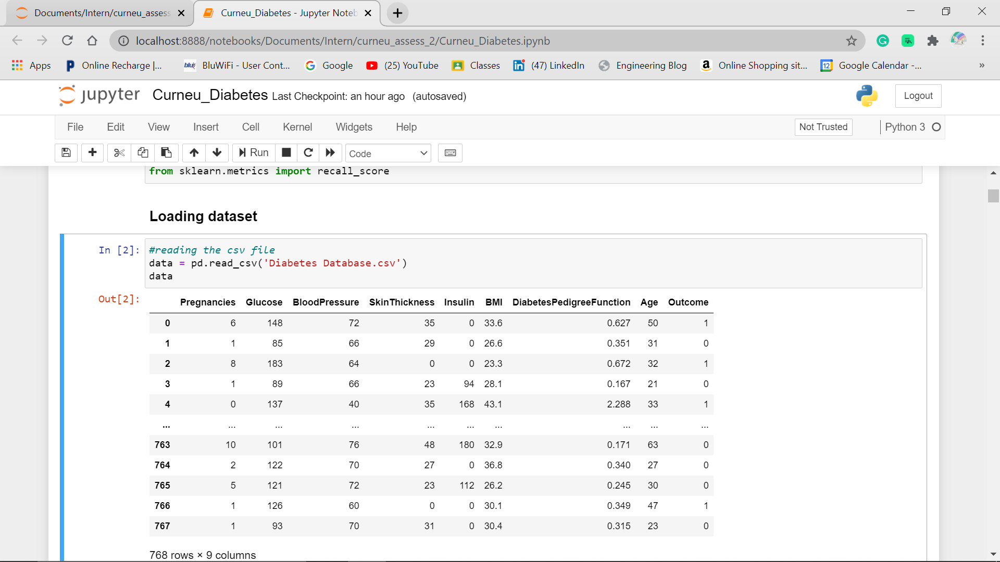 Documents/Intern/curneu_assess
Curneu_Diabetes - Jupyter Noteb
localhost:8888/notebooks/Documents/Intern/curneu_assess_2/Curneu_Diabetes.ipynb
Apps Online Recharge |... BluWiFi - User Cont... Google (25) YouTube Classes (47) LinkedIn Engineering Blog Online Shopping sit... Google Calendar -... »
jupyter Curneu_Diabetes Last Checkpoint: an hour ago (autosaved) Logout
File Edit View Insert Cell Kernel Widgets Help Not Trusted Python 3
Run Code
from sklearn.metrics import recall_score
Loading dataset
In [2]: #reading the csv file
data = pd.read_csv('Diabetes Database.csv')
data
Out[2]: Pregnancies Glucose BloodPressure SkinThickness Insulin BMI DiabetesPedigreeFunction Age Outcome
0 6 148 72 35 0 33.6 0.627 50 1
1 1 85 66 29 0 26.6 0.351 31 0
2 8 183 64 0 0 23.3 0.672 32 1
3 1 89 66 23 94 28.1 0.167 21 0
4 0 137 40 35 168 43.1 2.288 33 1
... ... ... ... ... ... ... ... ... ...
763 10 101 76 48 180 32.9 0.171 63 0
764 2 122 70 27 0 36.8 0.340 27 0
765 5 121 72 23 112 26.2 0.245 30 0
766 1 126 60 0 0 30.1 0.349 47 1
767 1 93 70 31 0 30.4 0.315 23 0
768 rows × 9 columns